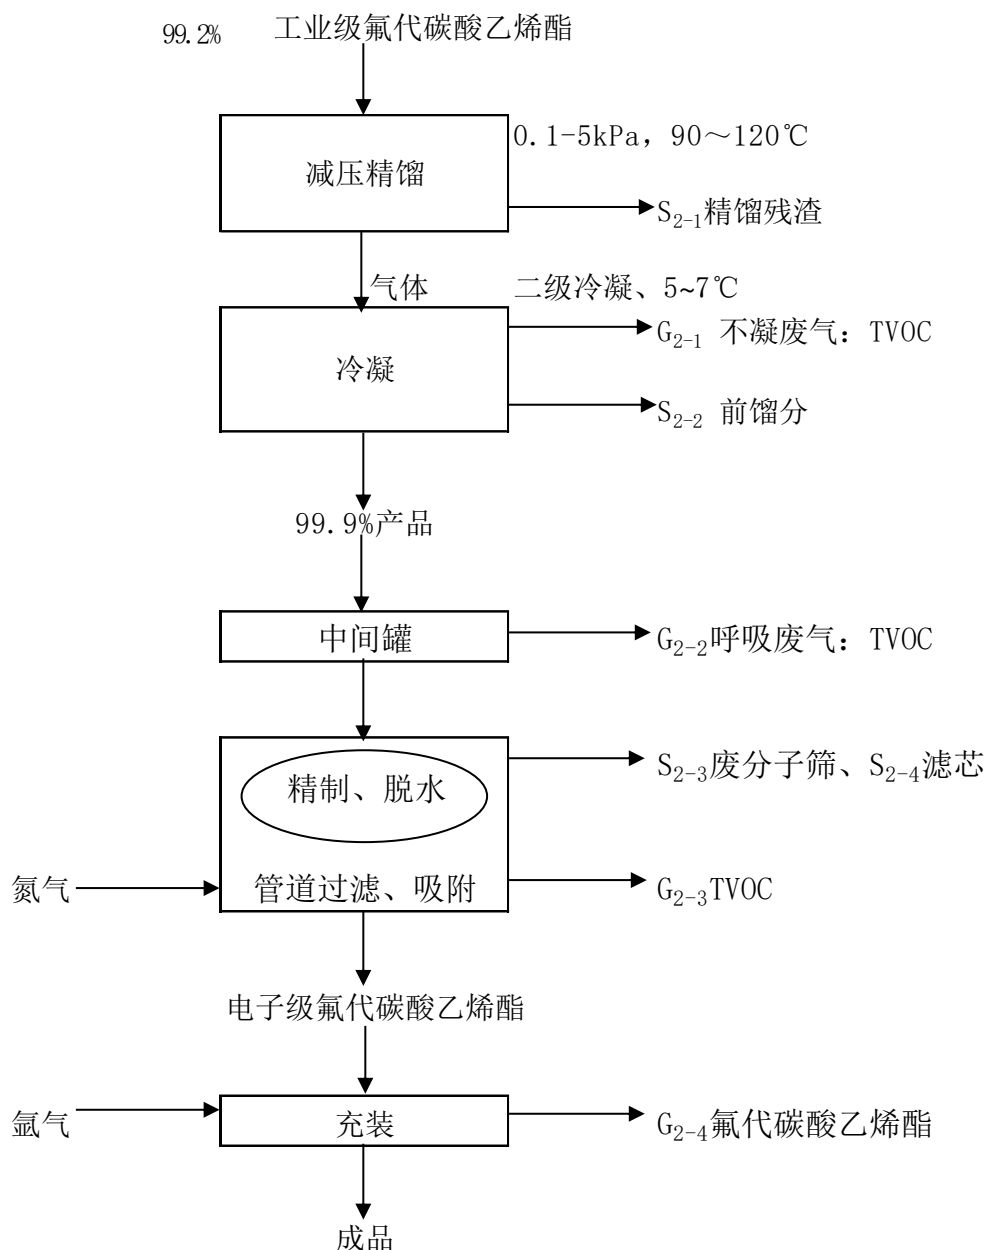 99.2% 工业级氟代碳酸乙烯酯
0.1-5kPa，90～120℃
减压精馏
S2-1精馏残渣
气体
二级冷凝、5~7℃
G2-1 不凝废气：TVOC
冷凝
S2-2 前馏分
99.9%产品
中间罐
G2-2呼吸废气：TVOC
S2-3废分子筛、S2-4滤芯
精制、脱水
氮气
管道过滤、吸附
G2-3TVOC
电子级氟代碳酸乙烯酯
氩气
充装
G2-4氟代碳酸乙烯酯
成品